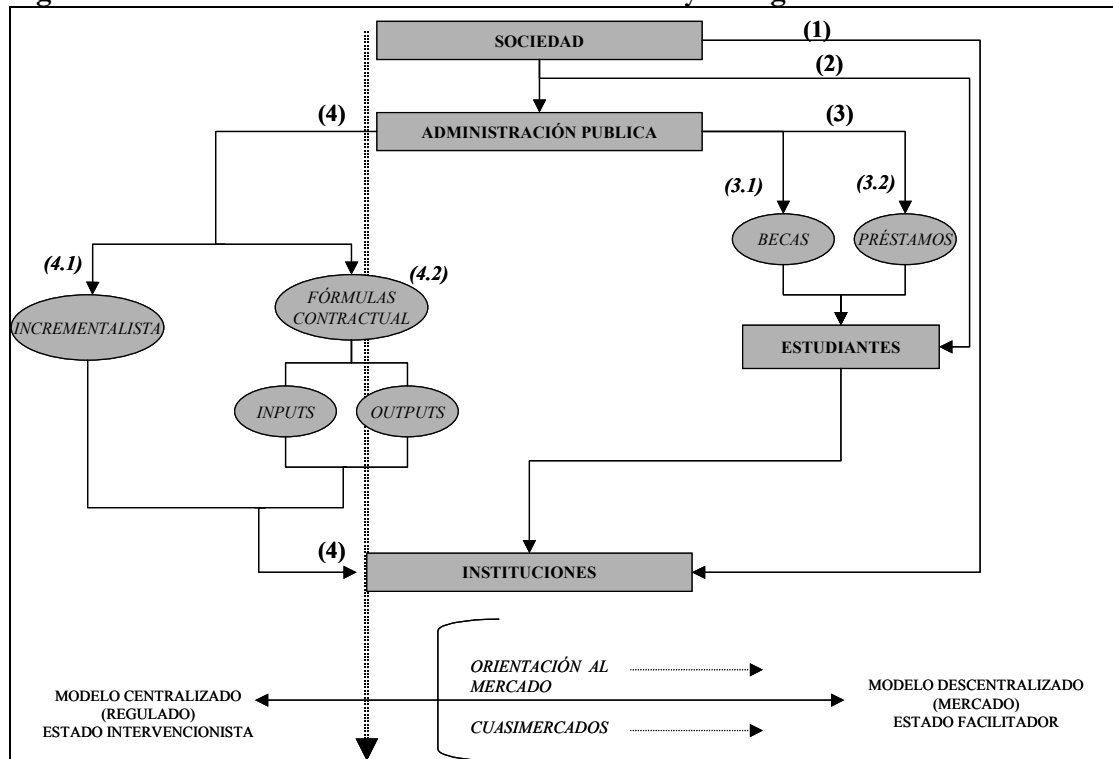 SOCIEDAD
(1)
(2)
(4)
ADMINISTRACIÓN PUBLICA
(3)
(3.1)
(3.2)
BECAS
PRÉSTAMOS
(4.1)
(4.2)
FÓRMULAS
CONTRACTUAL
INCREMENTALISTA
ESTUDIANTES
INPUTS
OUTPUTS
(4)
INSTITUCIONES
ORIENTACIÓN AL
MERCADO
CUASIMERCADOS
MODELO CENTRALIZADO
(REGULADO)
ESTADO INTERVENCIONISTA
MODELO DESCENTRALIZADO
(MERCADO)
ESTADO FACILITADOR